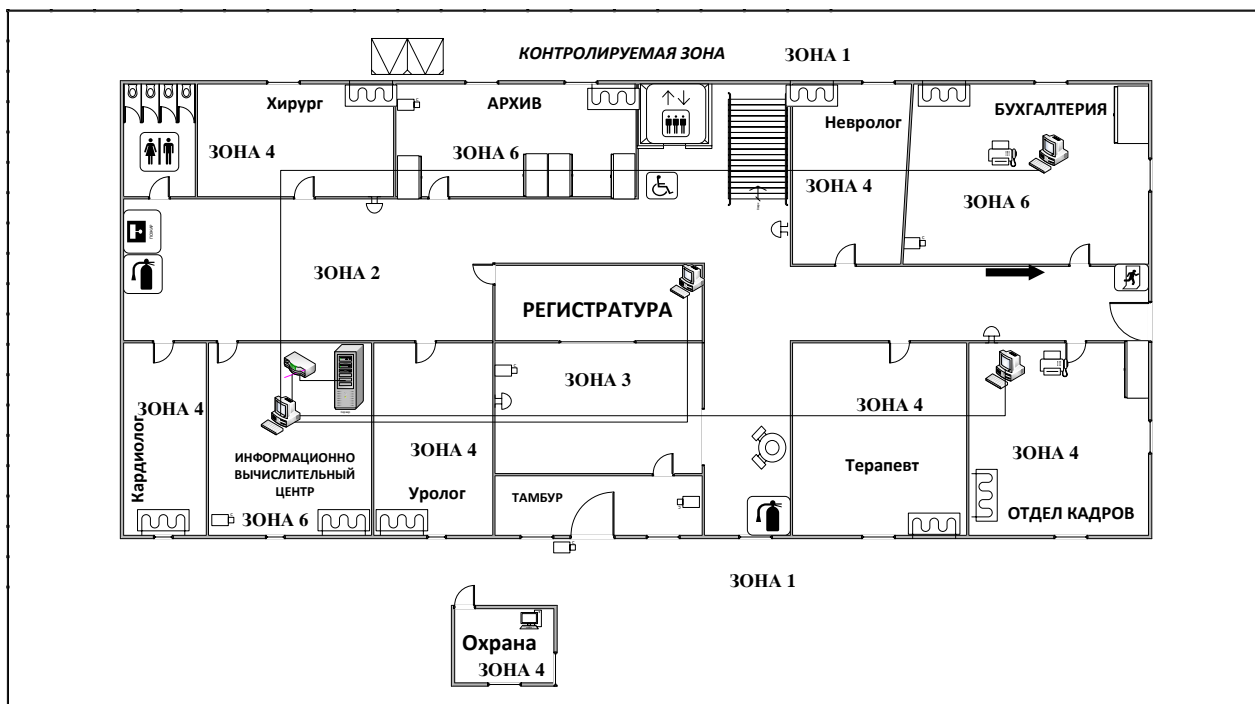 КОНТРОЛИРУЕМАЯ ЗОНА
ЗОНА 1
Хирург
АРХИВ
Невролог
БУХГАЛТЕРИЯ
ЗОНА 4
ЗОНА 6
ЗОНА 4
ЗОНА 6
ЗОНА 2
РЕГИСТРАТУРА
ЗОНА 3
ЗОНА 4
Кардиолог
ИНФОРМАЦИОННО
ВЫЧИСЛИТЕЛЬНЫЙ
ЦЕНТР
ЗОНА 6
ЗОНА 4
Уролог
ТАМБУР
ЗОНА 4
Терапевт
ЗОНА 4
ОТДЕЛ КАДРОВ
ЗОНА 1
Охрана
ЗОНА 4